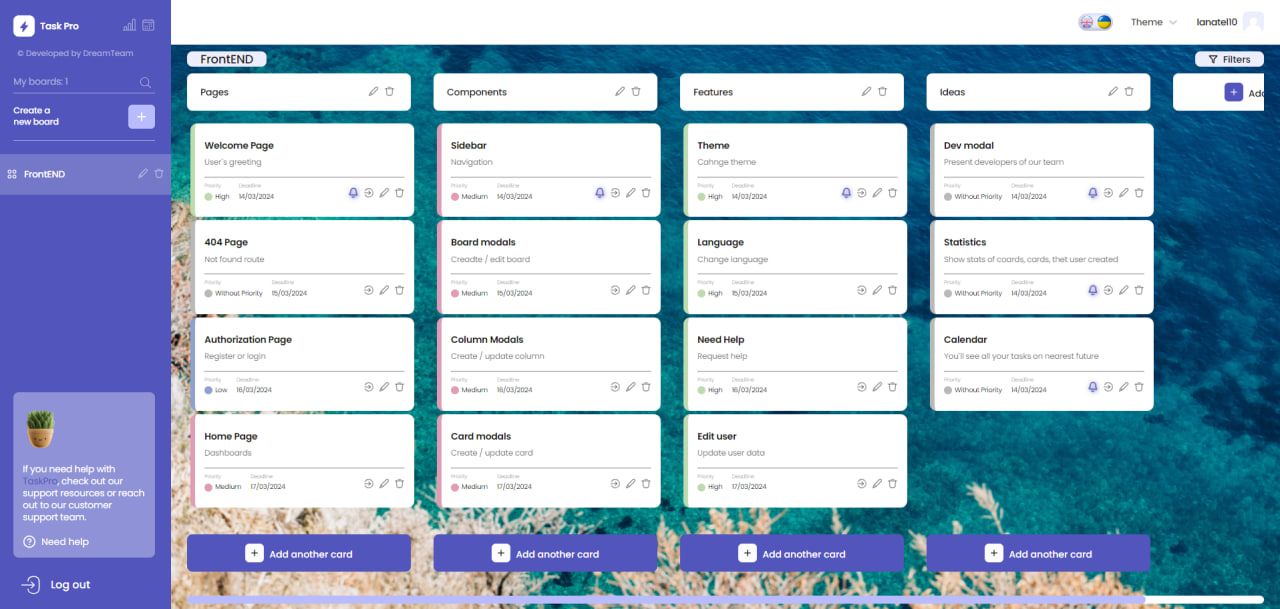 Task Pro
© Developed by DreamTeam
My boards: 1
Create a
new board
FrontEND
If you need help with
TaskPro, check out our
support resources or reach
out to our customer
support team.
Need help
Log out
Theme
lanatel10
FrontEND
Filters
Pages
Welcome Page
User's greeting
Priority Deadline
High 14/03/2024
404 Page
Not found route
Priority Deadline
Without Priority 15/03/2024
Authorization Page
Register or login
Priority Deadline
Low 16/03/2024
Home Page
Dashboards
Priority Deadline
Medium 17/03/2024
Add another card
Components
Sidebar
Navigation
Priority Deadline
Medium 14/03/2024
Board modals
Creadte / edit board
Priority Deadline
Medium 15/03/2024
Column Modals
Create / update column
Priority Deadline
Medium 16/03/2024
Card modals
Create / update card
Priority Deadline
Medium 17/03/2024
Add another card
Features
Theme
Cahnge theme
Priority Deadline
High 14/03/2024
Language
Change language
Priority Deadline
High 15/03/2024
Need Help
Request help
Priority Deadline
High 16/03/2024
Edit user
Update user data
Priority Deadline
High 17/03/2024
Add another card
Ideas
Dev modal
Present developers of our team
Priority Deadline
Without Priority 14/03/2024
Statistics
Show stats of coards, cards, thet user created
Priority Deadline
Without Priority 14/03/2024
Calendar
You'll see all your tasks on nearest future
Priority Deadline
Without Priority 14/03/2024
Add another card
Add